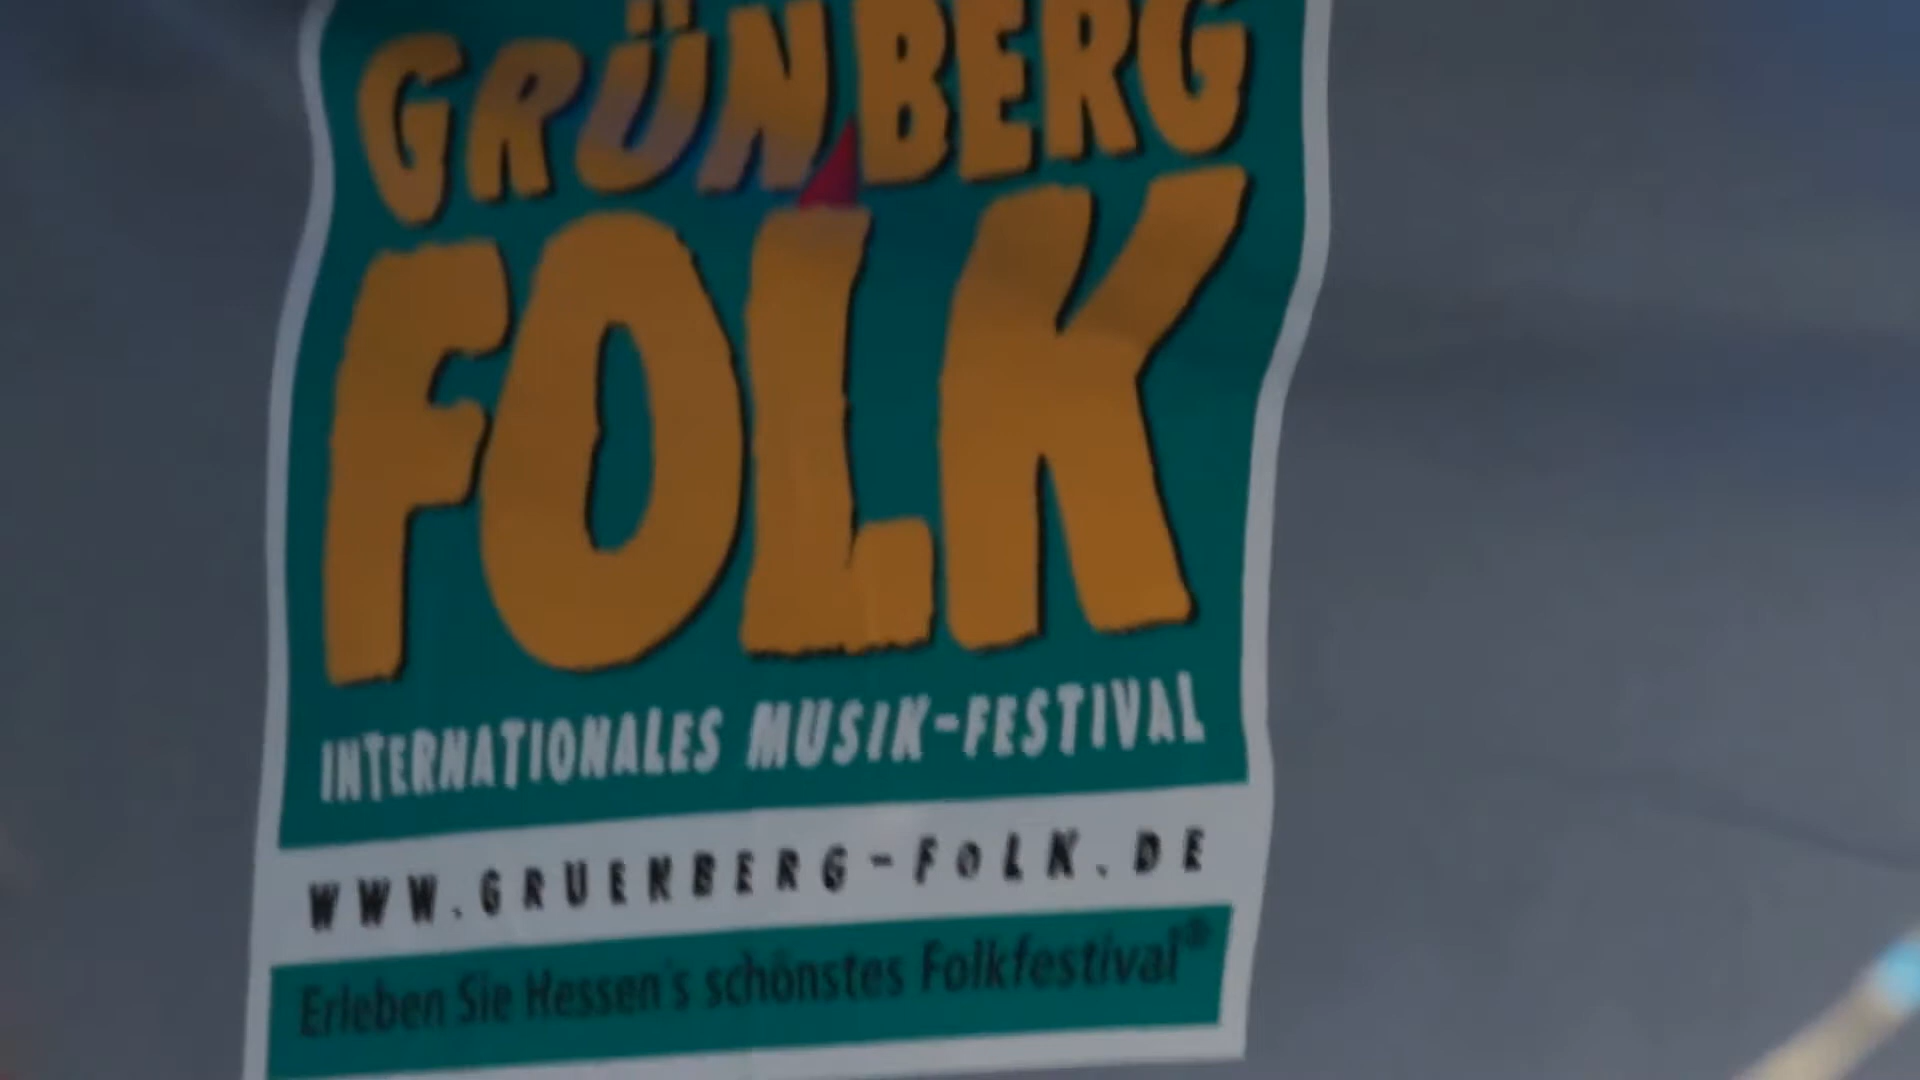 GRÜNBERG
FOLK
INTERNATIONALES MUSIK-FESTIVAL
WWW.GRUENBERG-FOLK.DE
Erleben Sie Hessen's schönstes Folkfestival®